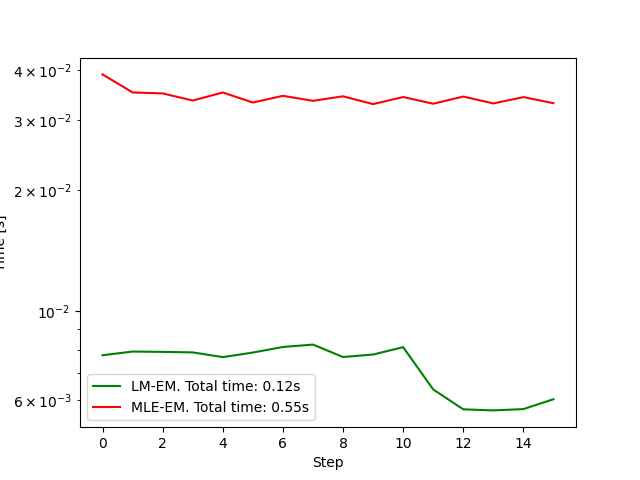 4 × 10⁻²
3 × 10⁻²
2 × 10⁻²
10⁻²
6 × 10⁻³
LM-EM. Total time: 0.12s
MLE-EM. Total time: 0.55s
0 2 4 6 8 10 12 14
Step
[s]